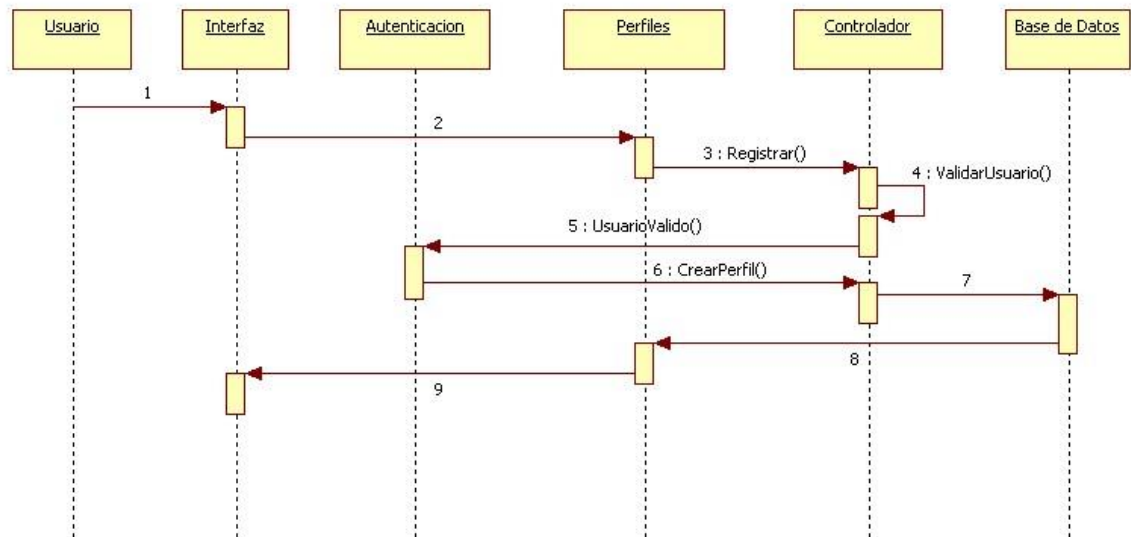 Usuario
Interfaz
Autenticacion
Perfiles
Controlador
Base de Datos
1
2
3 : Registrar()
4 : ValidarUsuario()
5 : UsuarioValido()
6 : CrearPerfil()
7
8
9